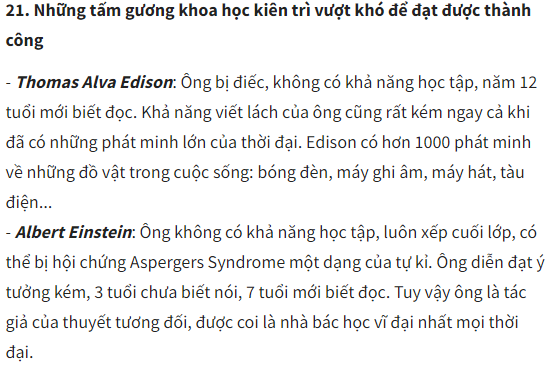 21. Những tấm gương khoa học kiên trì vượt khó để đạt được thành
công
- Thomas Alva Edison: Ông bị điếc, không có khả năng học tập, năm 12
tuổi mới biết đọc. Khả năng viết lách của ông cũng rất kém ngay cả khi
đã có những phát minh lớn của thời đại. Edison có hơn 1000 phát minh
về những đồ vật trong cuộc sống: bóng đèn, máy ghi âm, máy hát, tàu
điện...
- Albert Einstein: Ông không có khả năng học tập, luôn xếp cuối lớp, có
thể bị hội chứng Aspergers Syndrome một dạng của tự kỉ. Ông diễn đạt ý
tưởng kém, 3 tuổi chưa biết nói, 7 tuổi mới biết đọc. Tuy vậy ông là tác
giả của thuyết tương đối, được coi là nhà bác học vĩ đại nhất mọi thời
đại.